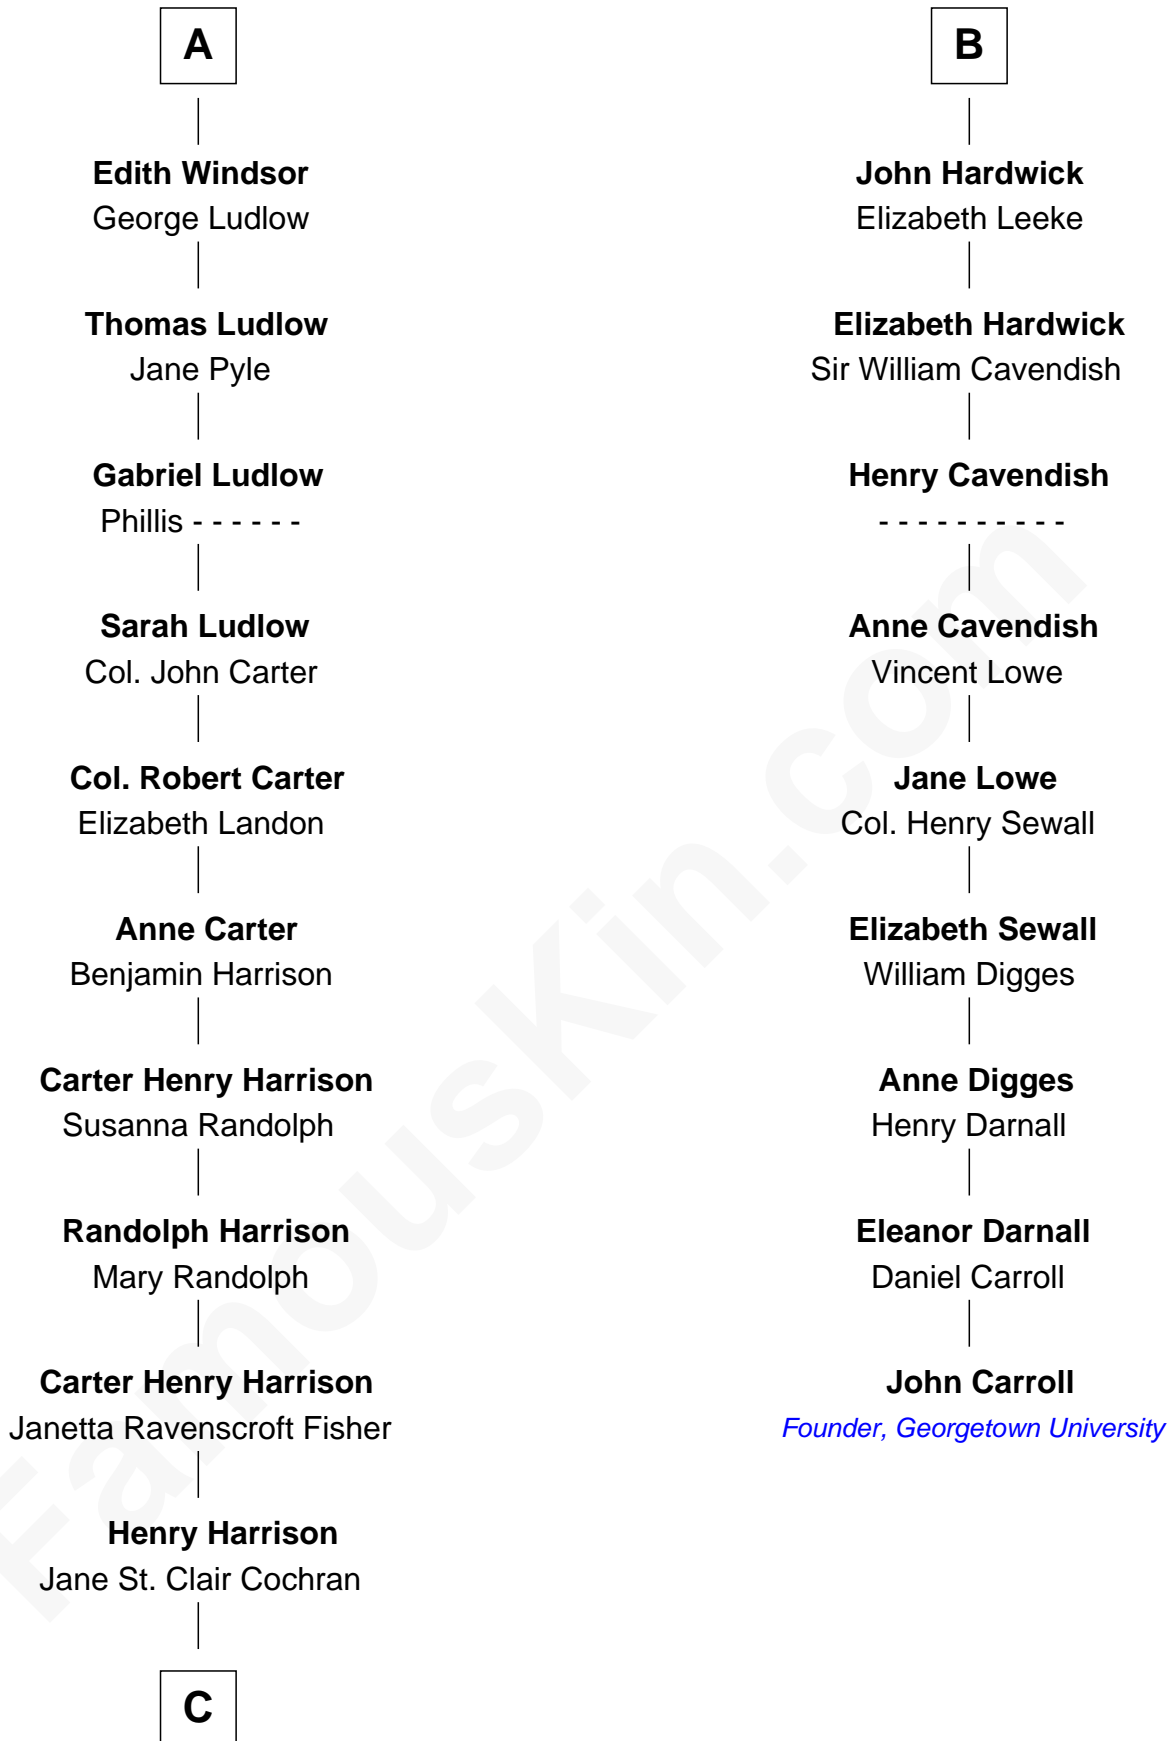 A
Edith Windsor
George Ludlow
Thomas Ludlow
Jane Pyle
Gabriel Ludlow
Phillis - - - - - -
Sarah Ludlow
Col. John Carter
Col. Robert Carter
Elizabeth Landon
Anne Carter
Benjamin Harrison
Carter Henry Harrison
Susanna Randolph
Randolph Harrison
Mary Randolph
Carter Henry Harrison
Janetta Ravenscroft Fisher
Henry Harrison
Jane St. Clair Cochran
C
B
John Hardwick
Elizabeth Leeke
Elizabeth Hardwick
Sir William Cavendish
Henry Cavendish
- - - - - - - - - -
Anne Cavendish
Vincent Lowe
Jane Lowe
Col. Henry Sewall
Elizabeth Sewall
William Digges
Anne Digges
Henry Darnall
Eleanor Darnall
Daniel Carroll
John Carroll
Founder, Georgetown University
FamousKin.com